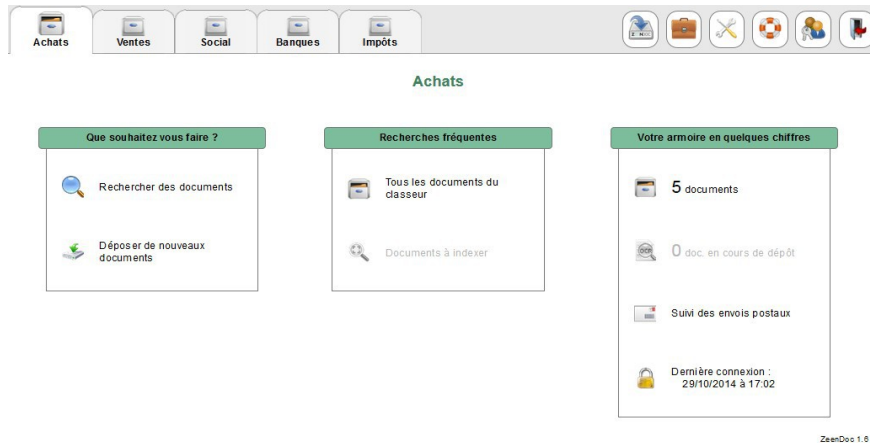 Achats
Ventes
Social
Banques
Impôts
Achats
Que souhaitez vous faire ?
Rechercher des documents
Déposer de nouveaux
documents
Recherches fréquentes
Tous les documents du
classeur
Documents à indexer
Votre armoire en quelques chiffres
5 documents
0 doc. en cours de dépôt
Suivi des envois postaux
Dernière connexion :
29/10/2014 à 17:02
ZeenDoc 1.6